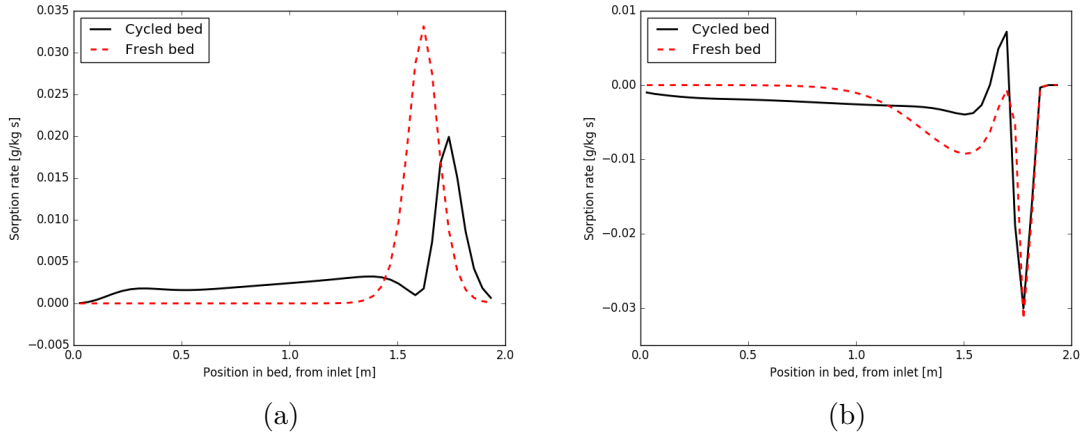 0.035
0.030
0.025
0.020
0.015
0.010
0.005
0.000
−0.005
Sorption rate [g/kg s]
Cycled bed
Fresh bed
0.0 0.5 1.0 1.5 2.0
Position in bed, from inlet [m]
(a)
0.01
0.00
−0.01
−0.02
−0.03
Sorption rate [g/kg s]
Cycled bed
Fresh bed
0.0 0.5 1.0 1.5 2.0
Position in bed, from inlet [m]
(b)